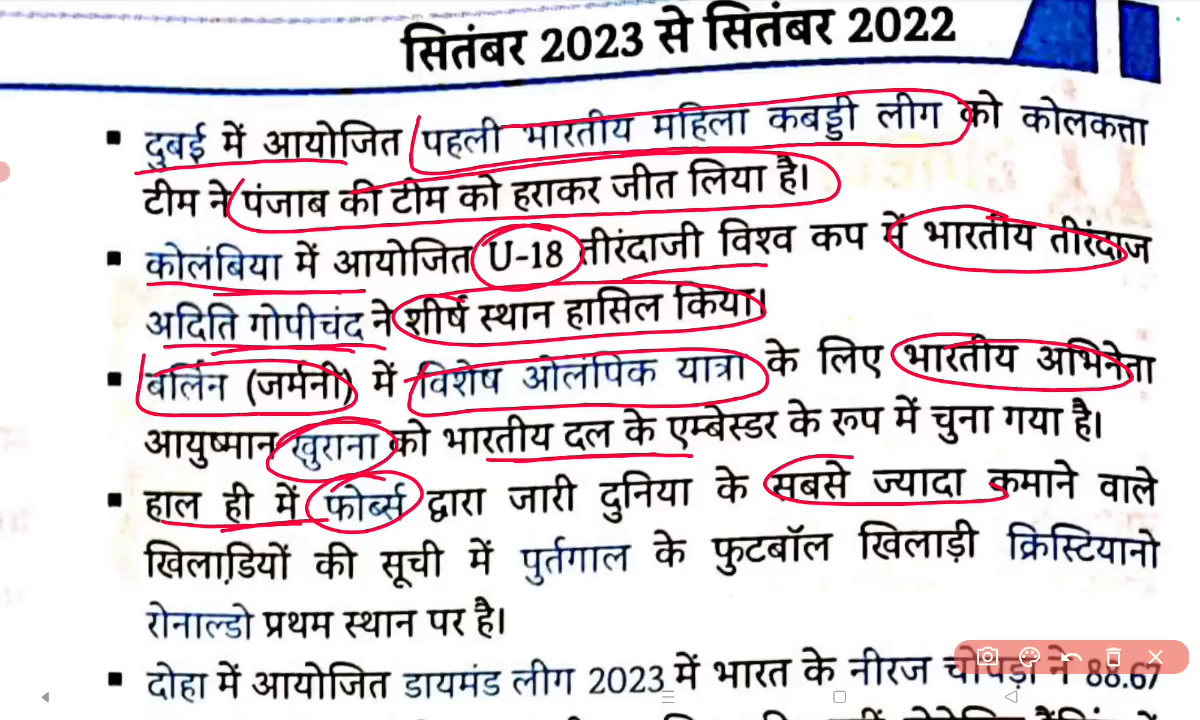 सितंबर 2023 से सितंबर 2022
▪ दुबई में आयोजित पहली भारतीय महिला कबड्डी लीग को कोलकत्ता
टीम ने पंजाब की टीम को हराकर जीत लिया है।
▪ कोलंबिया में आयोजित U-18 तीरंदाजी विश्व कप में भारतीय तीरंदाज
अदिति गोपीचंद ने शीर्ष स्थान हासिल किया।
▪ बर्लिन (जर्मनी) में विशेष ओलंपिक यात्रा के लिए भारतीय अभिनेता
आयुष्मान खुराना को भारतीय दल के एम्बेस्डर के रूप में चुना गया है।
▪ हाल ही में फोर्ब्स द्वारा जारी दुनिया के सबसे ज्यादा कमाने वाले
खिलाडियों की सूची में पुर्तगाल के फुटबॉल खिलाड़ी क्रिस्टियानो
रोनाल्डो प्रथम स्थान पर है।
▪ दोहा में आयोजित डायमंड लीग 2023 में भारत के नीरज चोपड़ा ने 88.67